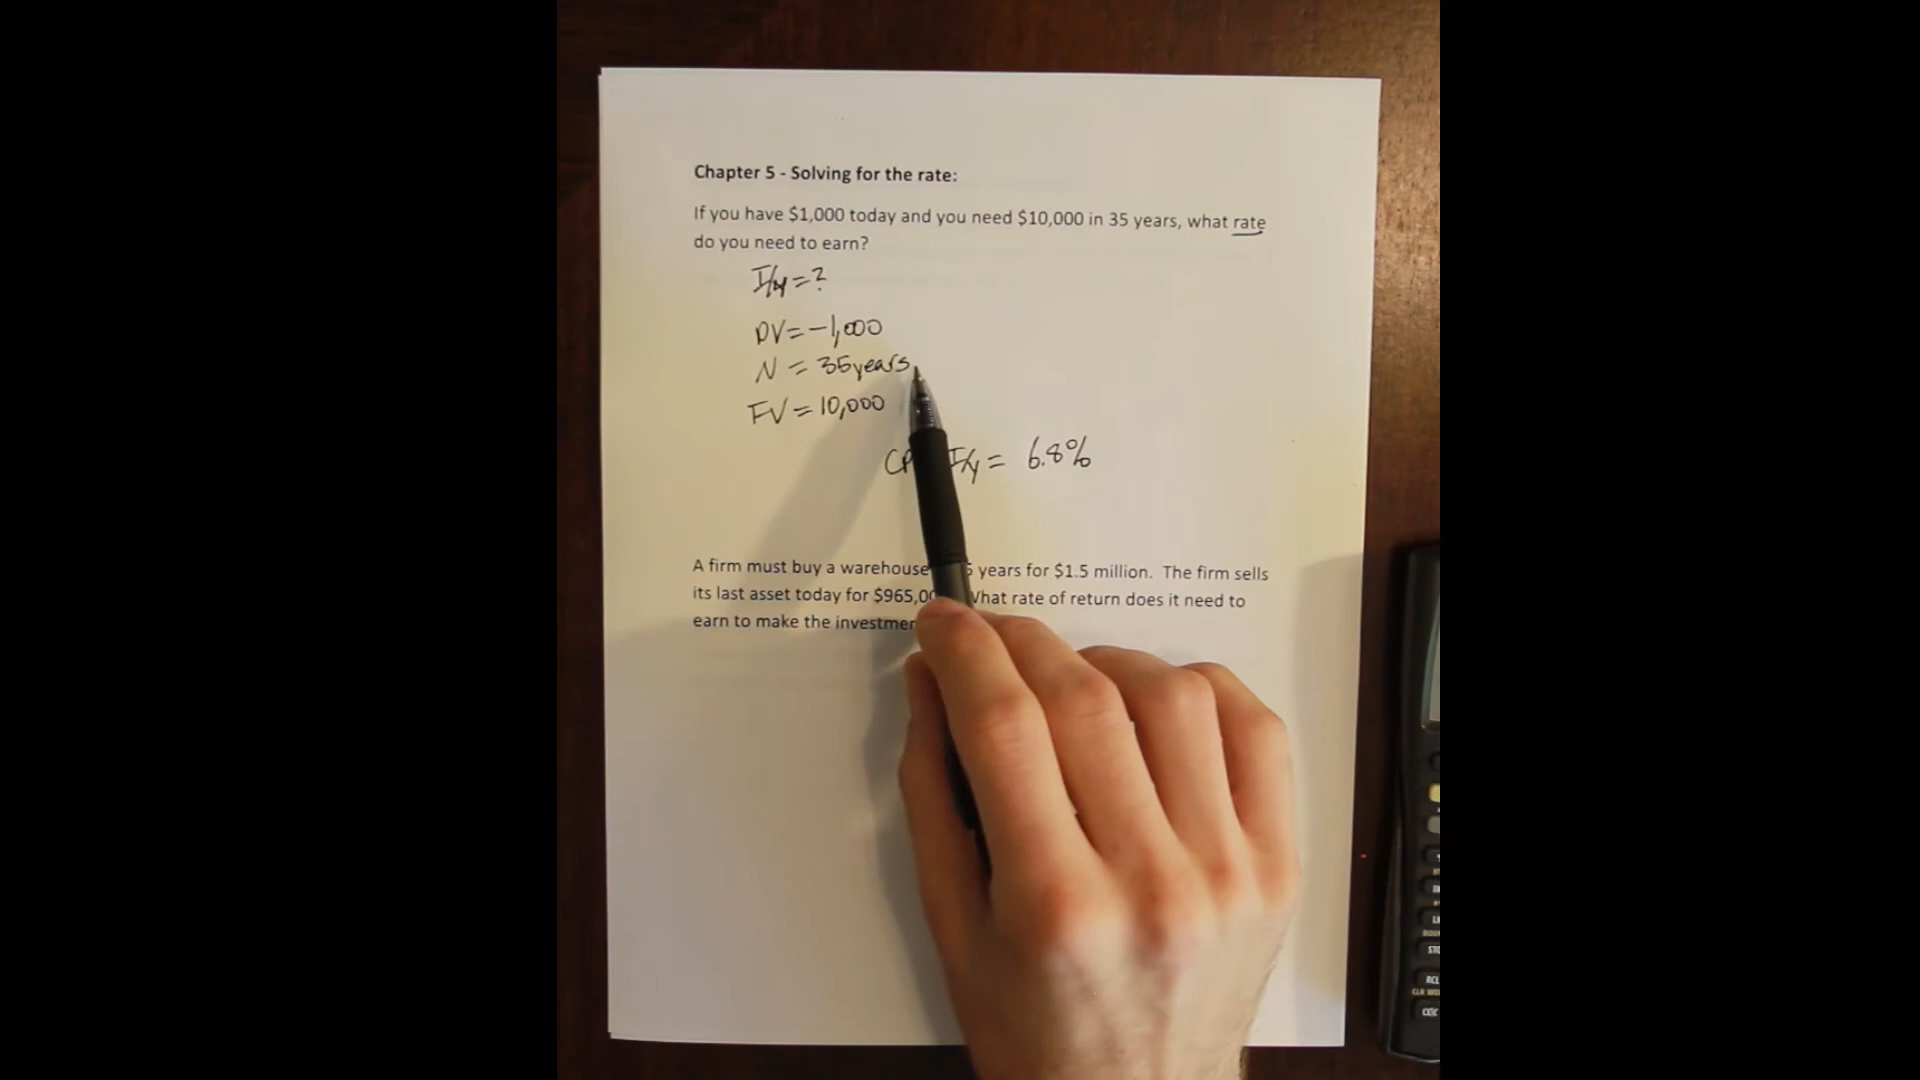 Chapter 5 - Solving for the rate:
If you have $1,000 today and you need $10,000 in 35 years, what rate
do you need to earn?
I/Y = ?
PV = -1,000
N = 35 years
FV = 10,000
I/Y = 6.8%
A firm must buy a warehouse years for $1.5 million. The firm sells
its last asset today for What rate of return does it need to
earn to make the
RCL